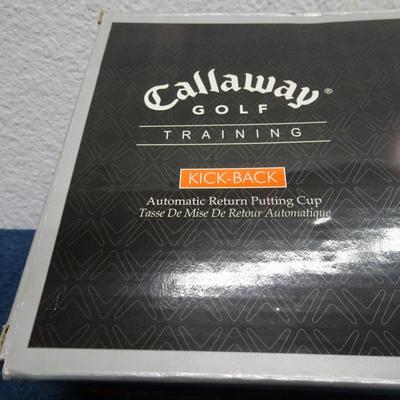 Callaway®
GOLF
TRAINING
KICK-BACK
Automatic Return Putting Cup
Tasse De Mise De Retour Automatique